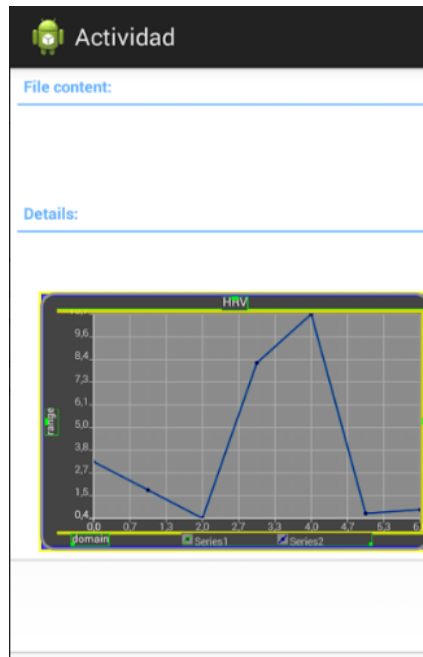 Actividad
File content:
Details:
HRV
9,6
8,4
7,3
6,1
5,0
3,8
2,7
1,5
0,4
range
0,0 0,7 1,3 2,0 2,7 3,3 4,0 4,7 5,3
domain Series1 Series2